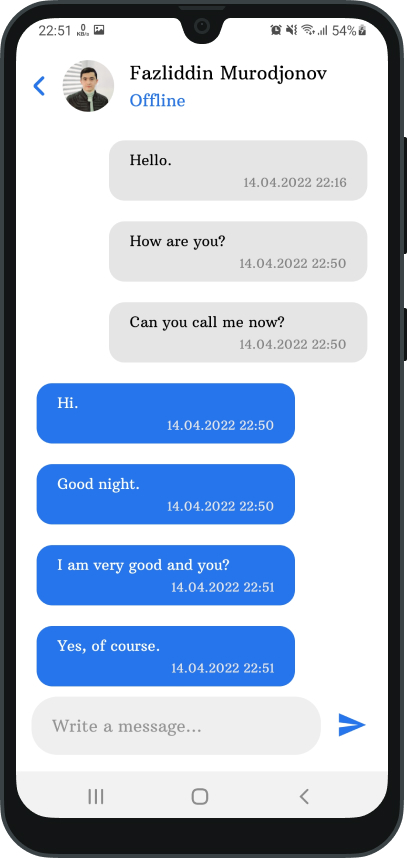 22:51 0 KB/s 54%
Fazliddin Murodjonov
Offline
Hello.
14.04.2022 22:16
How are you?
14.04.2022 22:50
Can you call me now?
14.04.2022 22:50
Hi.
14.04.2022 22:50
Good night.
14.04.2022 22:50
I am very good and you?
14.04.2022 22:51
Yes, of course.
14.04.2022 22:51
Write a message...